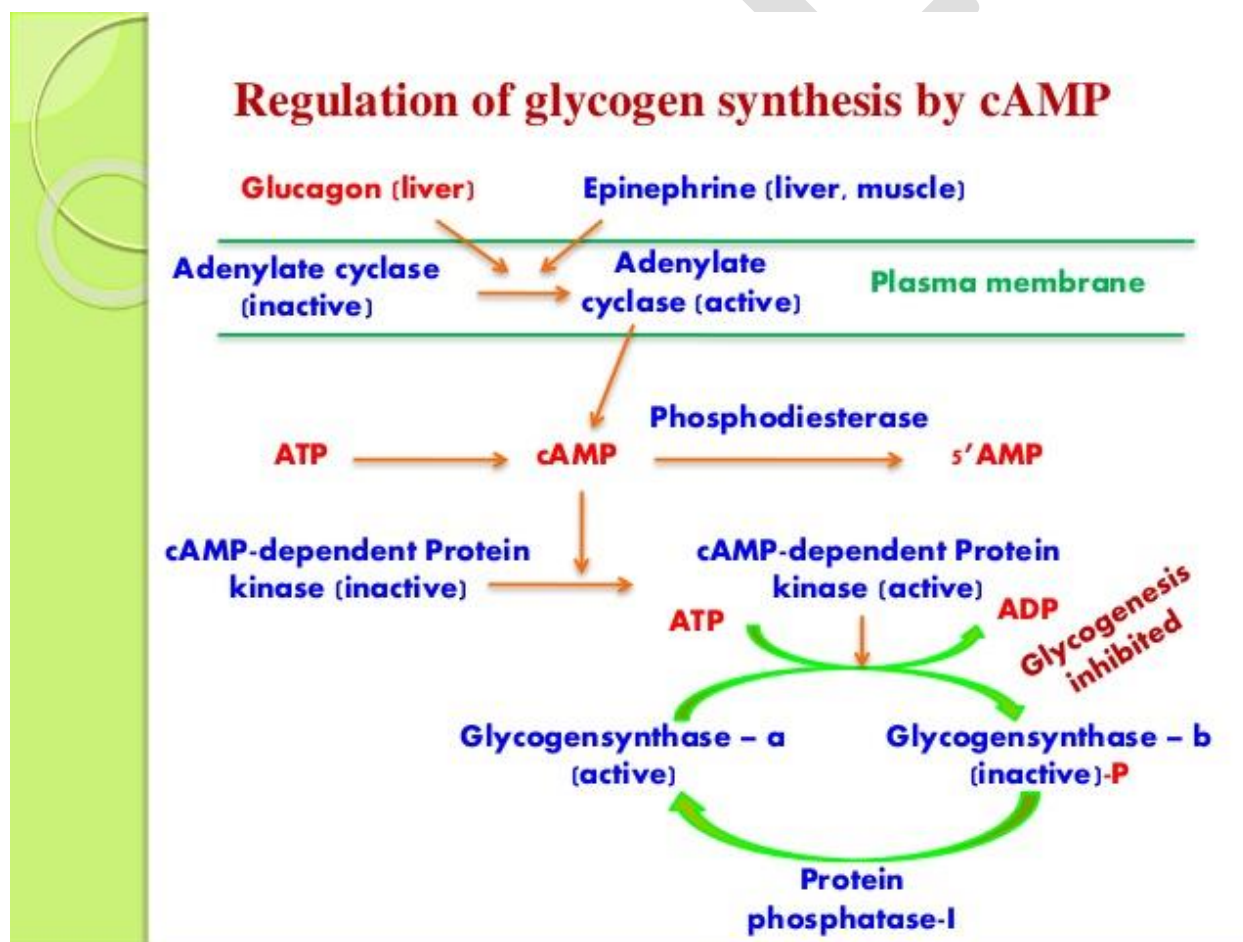 Regulation of glycogen synthesis by cAMP
Glucagon (liver)
Epinephrine (liver, muscle)
Adenylate cyclase
(inactive)
Adenylate
cyclase (active)
Plasma membrane
Phosphodiesterase
ATP
cAMP
5’AMP
cAMP-dependent Protein
kinase (inactive)
cAMP-dependent Protein
kinase (active)
ATP
ADP
Glycogenesis
inhibited
Glycogensynthase – a
(active)
Glycogensynthase – b
(inactive)-P
Protein
phosphatase-I